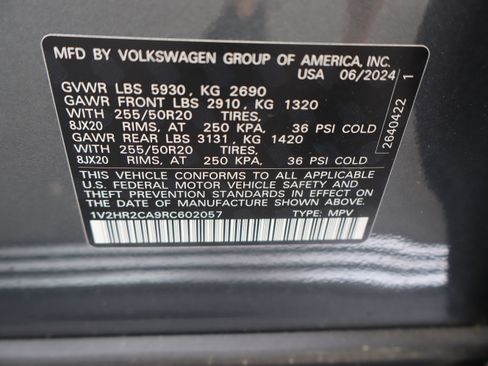 MFD BY VOLKSWAGEN GROUP OF AMERICA, INC.
USA 06/2024
GVWR LBS 5930, KG 2690
GAWR FRONT LBS 2910, KG 1320
WITH 255/50R20 TIRES,
8JX20 RIMS, AT 250 KPA, 36 PSI COLD
GAWR REAR LBS 3131, KG 1420
WITH 255/50R20 TIRES,
8JX20 RIMS, AT 250 KPA, 36 PSI COLD
THIS VEHICLE CONFORMS TO ALL APPLICABLE
U.S. FEDERAL MOTOR VEHICLE SAFETY AND
THEFT PREVENTION STANDARDS IN EFFECT ON
THE DATE OF MANUFACTURE SHOWN ABOVE
1V2HR2CA9RC602057 TYPE: MPV
2640422 1